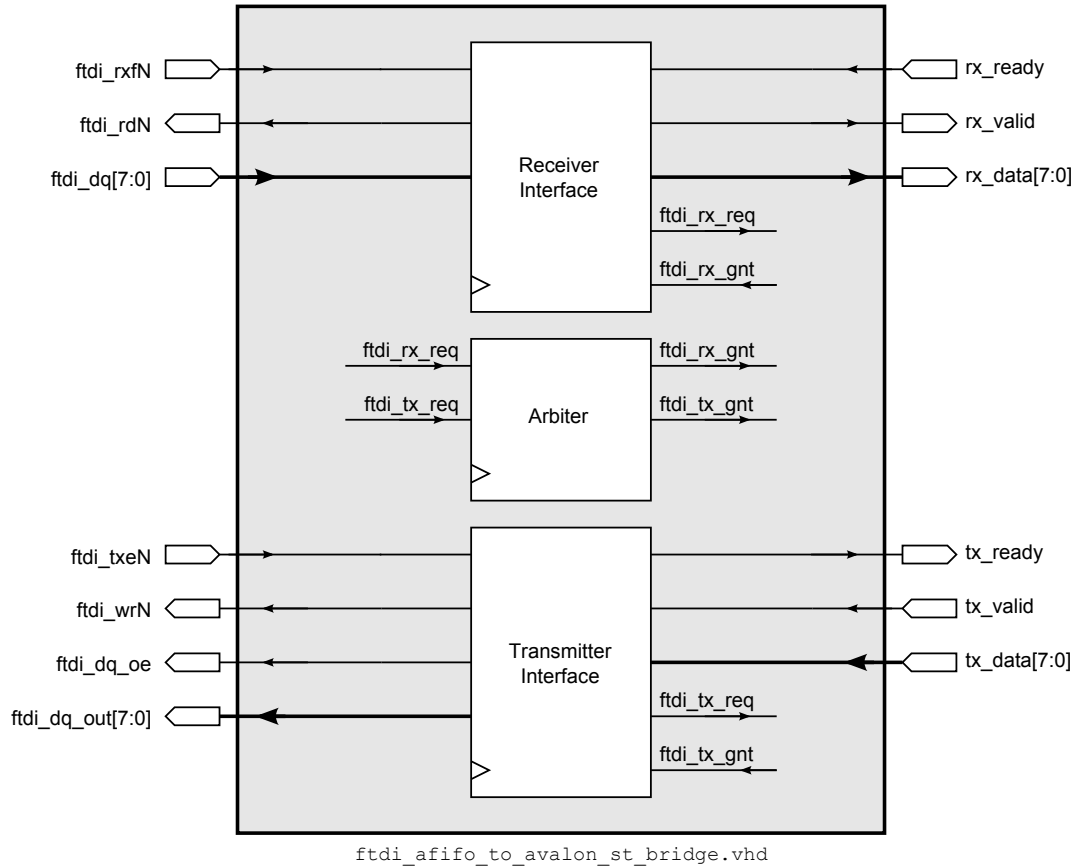 ftdi_rxfN
rx_ready
ftdi_rdN
rx_valid
ftdi_dq[7:0]
Receiver
Interface
rx_data[7:0]
ftdi_rx_req
ftdi_rx_gnt
ftdi_rx_req
ftdi_rx_gnt
ftdi_tx_req
Arbiter
ftdi_tx_gnt
ftdi_txeN
tx_ready
ftdi_wrN
tx_valid
ftdi_dq_oe
Transmitter
Interface
tx_data[7:0]
ftdi_dq_out[7:0]
ftdi_tx_req
ftdi_tx_gnt
ftdi_afifo_to_avalon_st_bridge.vhd